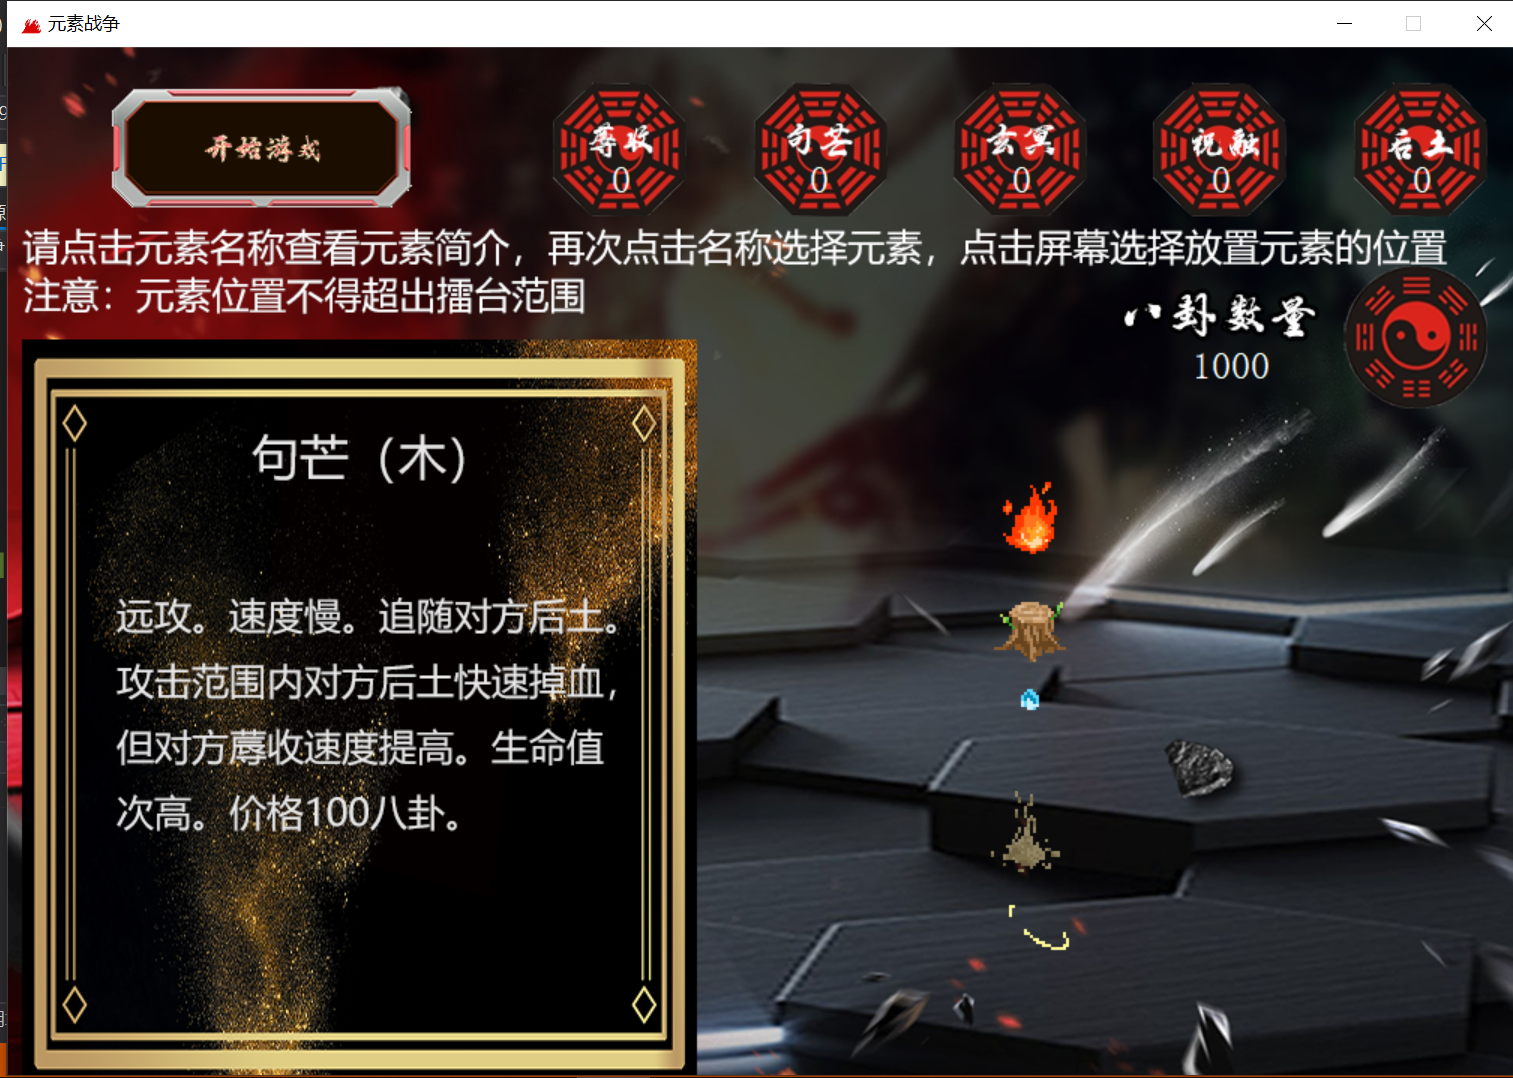 元素战争
开始游戏
蓐收 句芒 玄冥 祝融 后土
0 0 0 0 0
请点击元素名称查看元素简介，再次点击名称选择元素，点击屏幕选择放置元素的位置
注意：元素位置不得超出擂台范围
八卦数量
1000
句芒（木）
远攻。速度慢。追随对方后土。
攻击范围内对方后土快速掉血，
但对方蓐收速度提高。生命值
次高。价格100八卦。